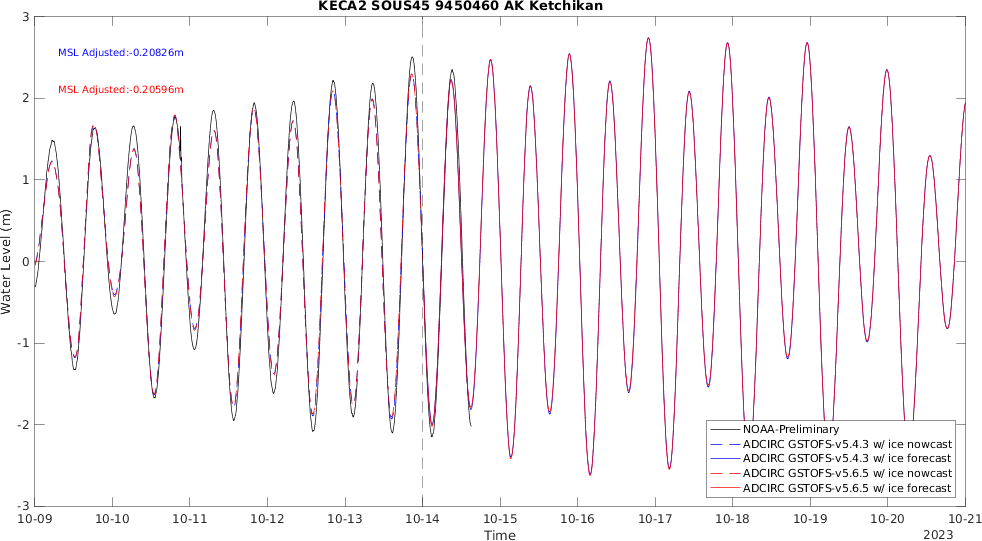 KECA2 SOUS45 9450460 AK Ketchikan
MSL Adjusted:-0.20826m
MSL Adjusted:-0.20596m
Water Level (m)
3
2
1
0
-1
-2
-3
NOAA-Preliminary
ADCIRC GSTOFS-v5.4.3 w/ ice nowcast
ADCIRC GSTOFS-v5.4.3 w/ ice forecast
ADCIRC GSTOFS-v5.6.5 w/ ice nowcast
ADCIRC GSTOFS-v5.6.5 w/ ice forecast
10-09 10-10 10-11 10-12 10-13 10-14 10-15 10-16 10-17 10-18 10-19 10-20 10-21
Time
2023